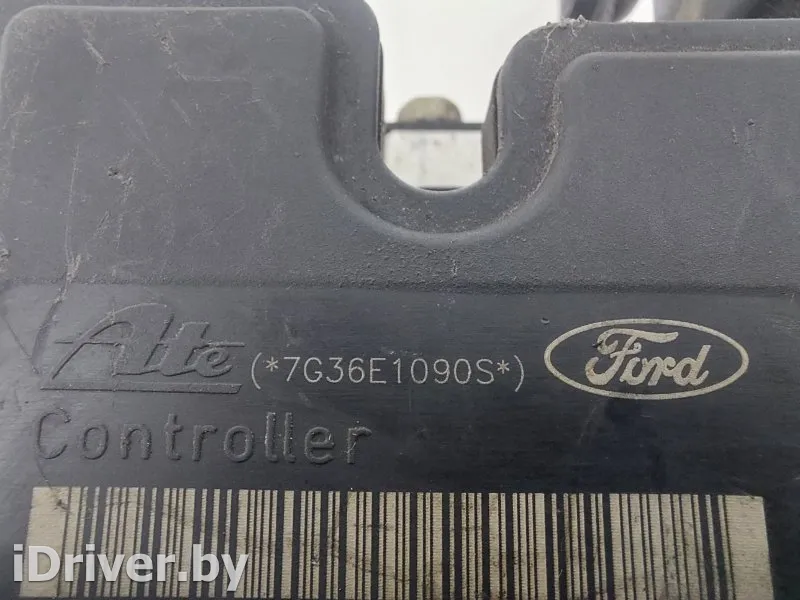 Ate (*7G36E1090S*) Ford
Controller
iDriver.by